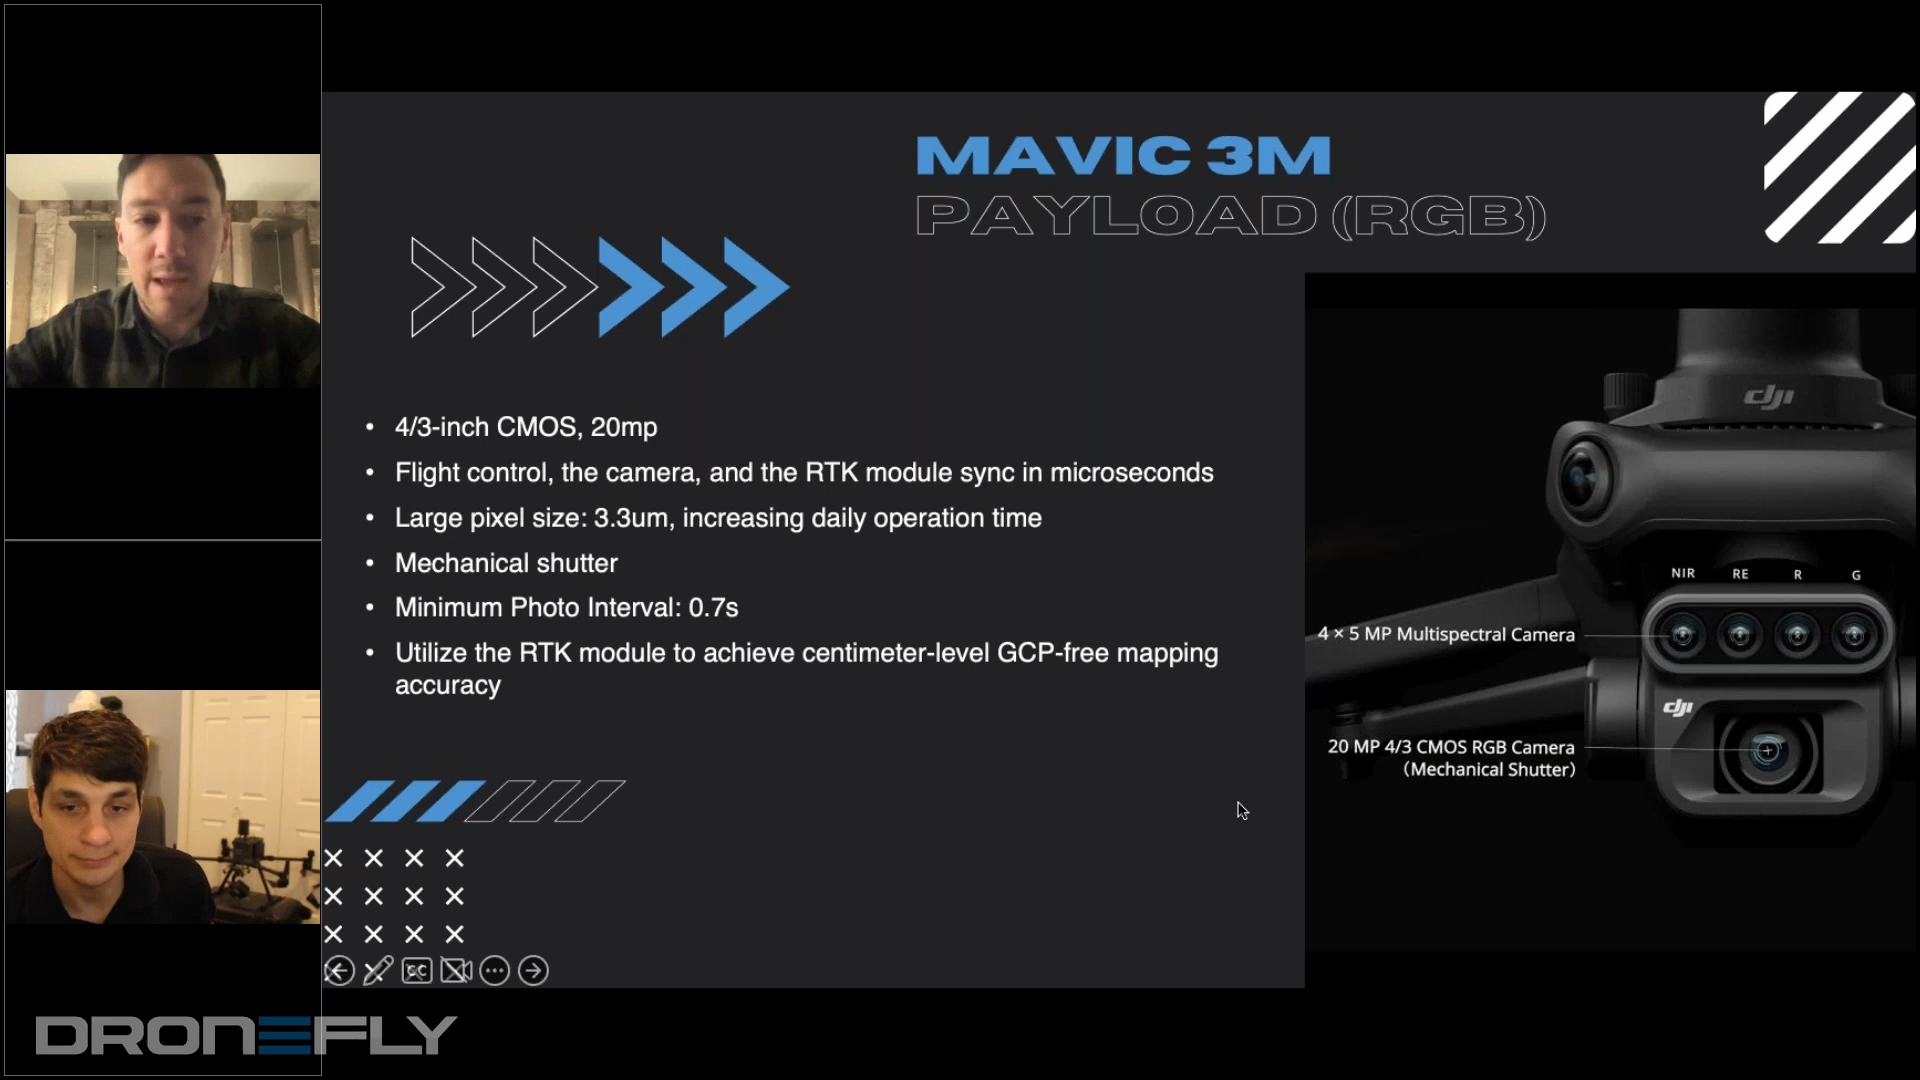 MAVIC 3M
PAYLOAD (RGB)
• 4/3-inch CMOS, 20mp
• Flight control, the camera, and the RTK module sync in microseconds
• Large pixel size: 3.3um, increasing daily operation time
• Mechanical shutter
• Minimum Photo Interval: 0.7s
• Utilize the RTK module to achieve centimeter-level GCP-free mapping
accuracy
dji
NIR RE R G
4 × 5 MP Multispectral Camera
dji
20 MP 4/3 CMOS RGB Camera
(Mechanical Shutter)
CC
DRONEFLY